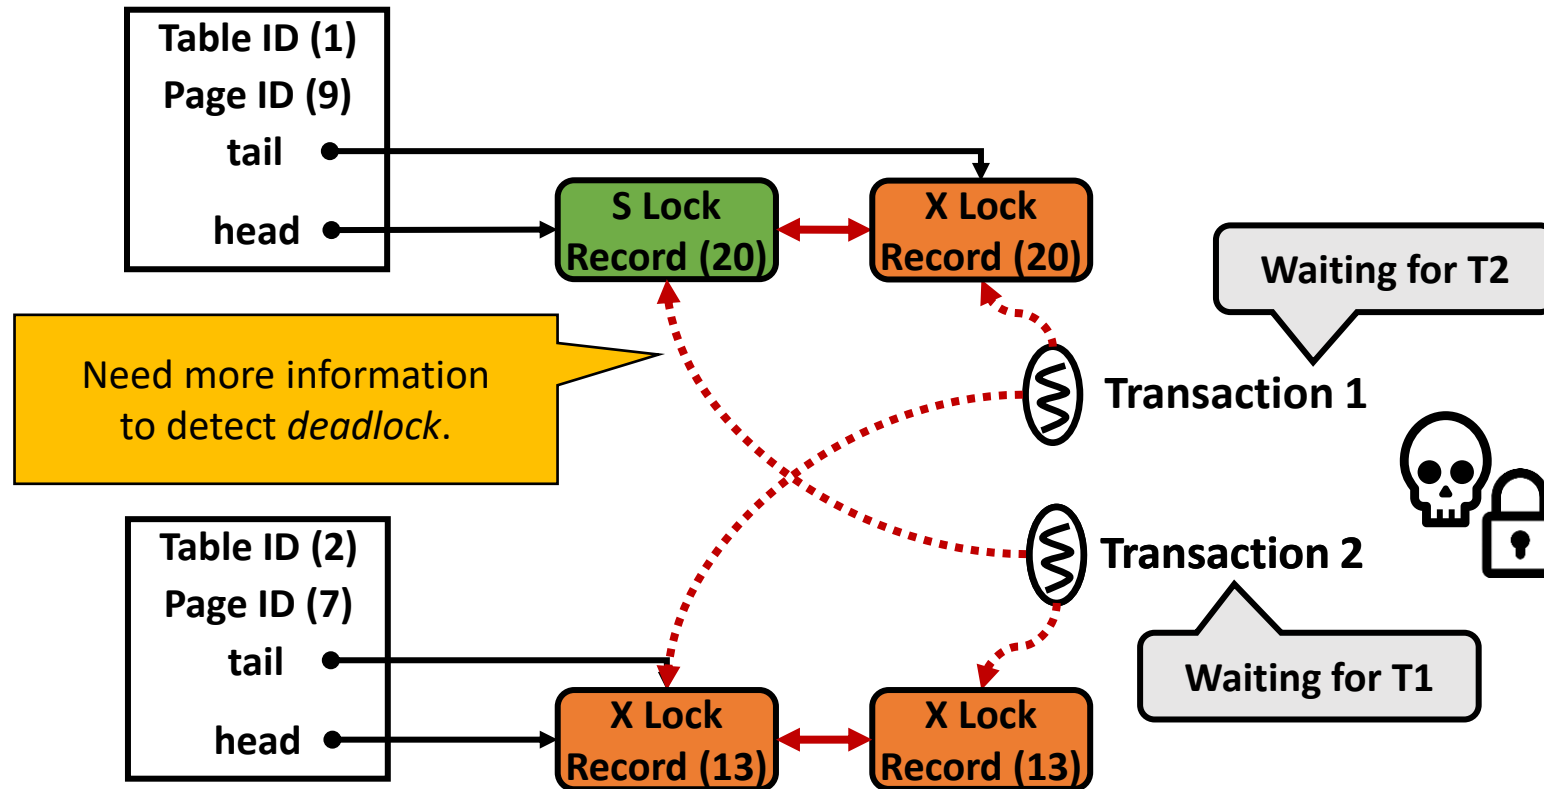 Table ID (1)
Page ID (9)
tail
head
S Lock
Record (20)
X Lock
Record (20)
Waiting for T2
Need more information
to detect deadlock.
Transaction 1
Transaction 2
Waiting for T1
Table ID (2)
Page ID (7)
tail
head
X Lock
Record (13)
X Lock
Record (13)